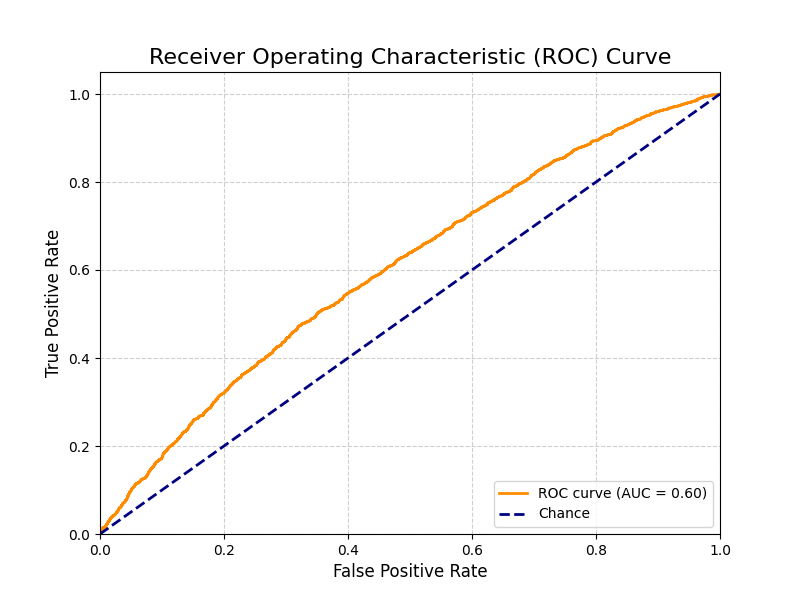 Receiver Operating Characteristic (ROC) Curve
True Positive Rate
1.0
0.8
0.6
0.4
0.2
0.0
ROC curve (AUC = 0.60)
Chance
0.0 0.2 0.4 0.6 0.8 1.0
False Positive Rate